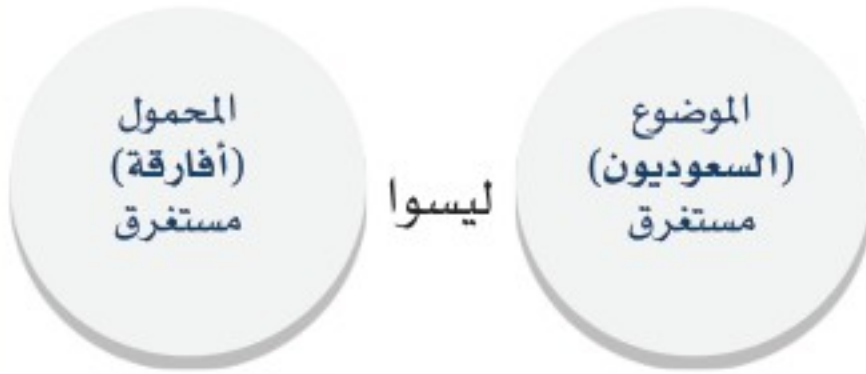 الموضوع
(السعوديون)
مستغرق
ليسوا
المحمول
(أفارقة)
مستغرق